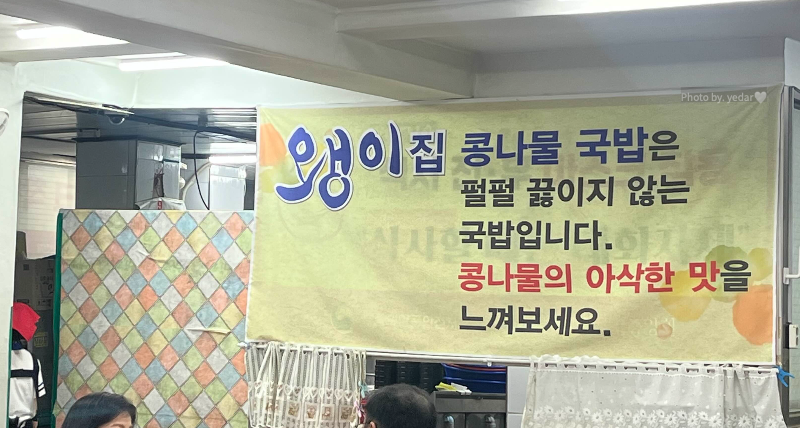 Photo by. yedar🤍
왱이집 콩나물 국밥은
펄펄 끓이지 않는
국밥입니다.
콩나물의 아삭한 맛을
느껴보세요.